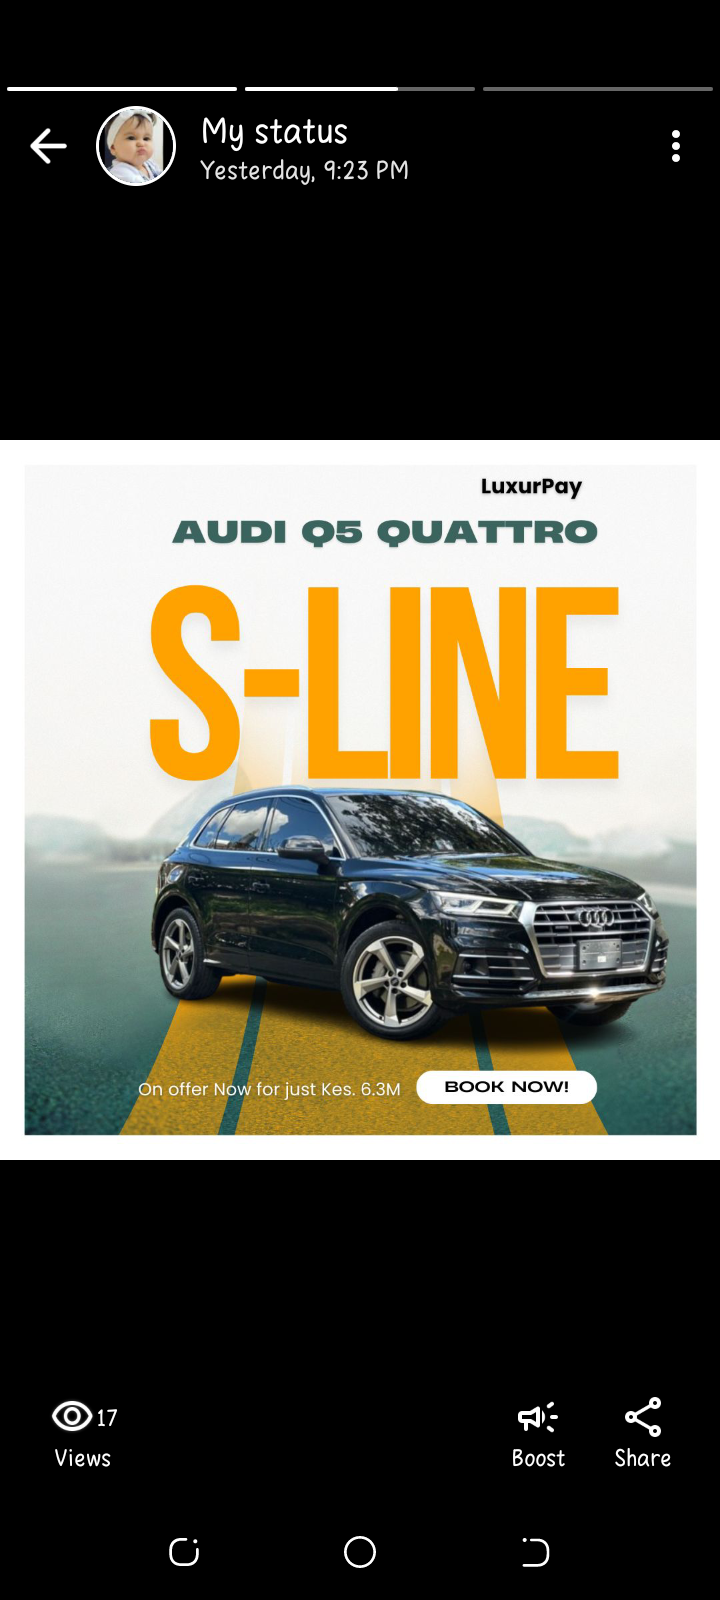 My status
Yesterday, 9:23 PM
LuxurPay
AUDI Q5 QUATTRO
S-LINE
On offer Now for just Kes. 6.3M
BOOK NOW!
17
Views
Boost
Share